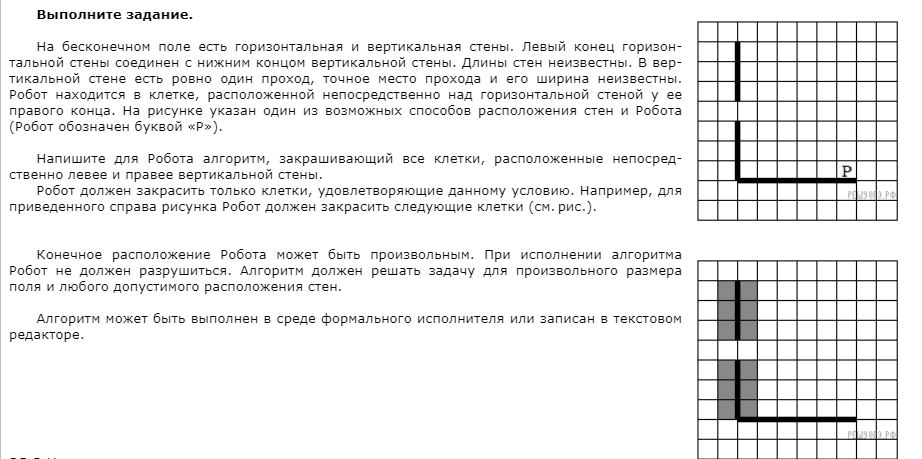 Выполните задание.
На бесконечном поле есть горизонтальная и вертикальная стены. Левый конец горизон-
тальной стены соединен с нижним концом вертикальной стены. Длины стен неизвестны. В вер-
тикальной стене есть ровно один проход, точное место прохода и его ширина неизвестны.
Робот находится в клетке, расположенной непосредственно над горизонтальной стеной у ее
правого конца. На рисунке указан один из возможных способов расположения стен и Робота
(Робот обозначен буквой «Р»).
Напишите для Робота алгоритм, закрашивающий все клетки, расположенные непосред-
ственно левее и правее вертикальной стены.
Робот должен закрасить только клетки, удовлетворяющие данному условию. Например, для
приведенного справа рисунка Робот должен закрасить следующие клетки (см. рис.).
Конечное расположение Робота может быть произвольным. При исполнении алгоритма
Робот не должен разрушиться. Алгоритм должен решать задачу для произвольного размера
поля и любого допустимого расположения стен.
Алгоритм может быть выполнен в среде формального исполнителя или записан в текстовом
редакторе.
Р
РЕШУОГЭ.РФ
РЕШУОГЭ.РФ